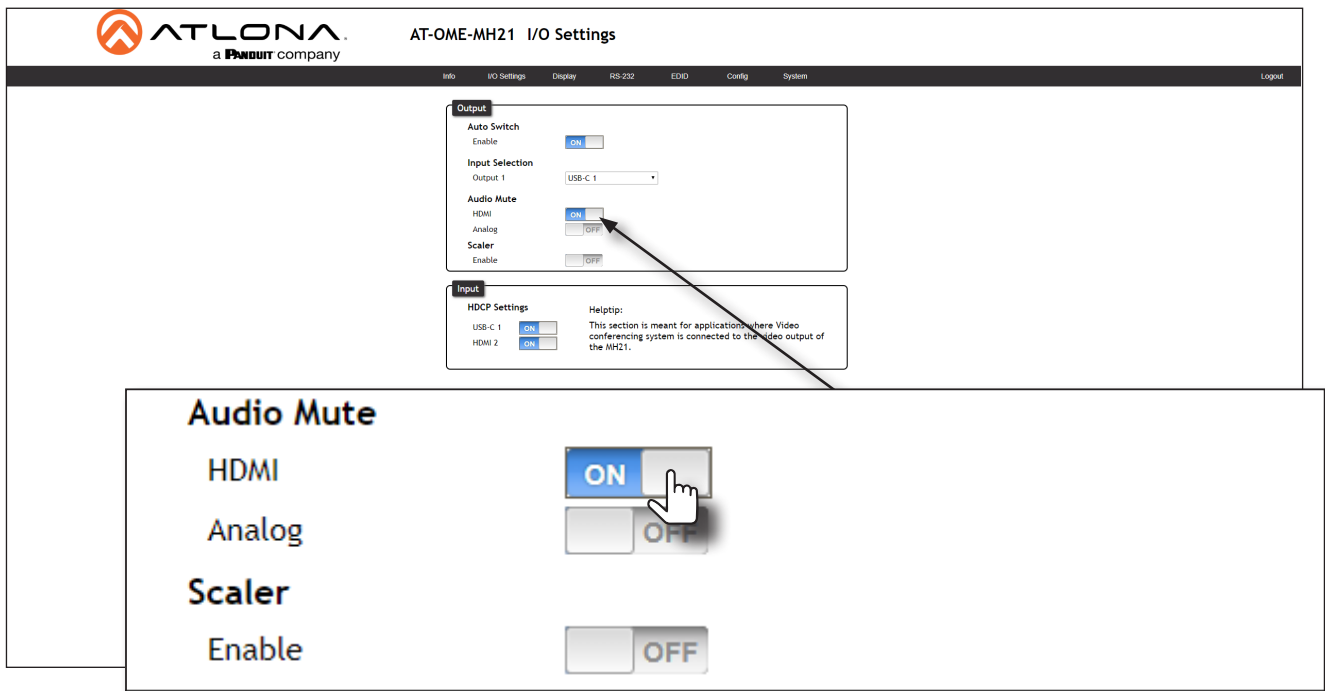 ATLONA.
a PANDUIT company
AT-OME-MH21 I/O Settings
Info I/O Settings Display RS-232 EDID Config System Logout
Output
Auto Switch
Enable ON
Input Selection
Output 1 USB-C 1
Audio Mute
HDMI ON
Analog OFF
Scaler
Enable OFF
Input
HDCP Settings
USB-C 1 ON
HDMI 2 ON
Helptip:
This section is meant for applications where Video
conferencing system is connected to the video output of
the MH21.
Audio Mute
HDMI ON
Analog OFF
Scaler
Enable OFF